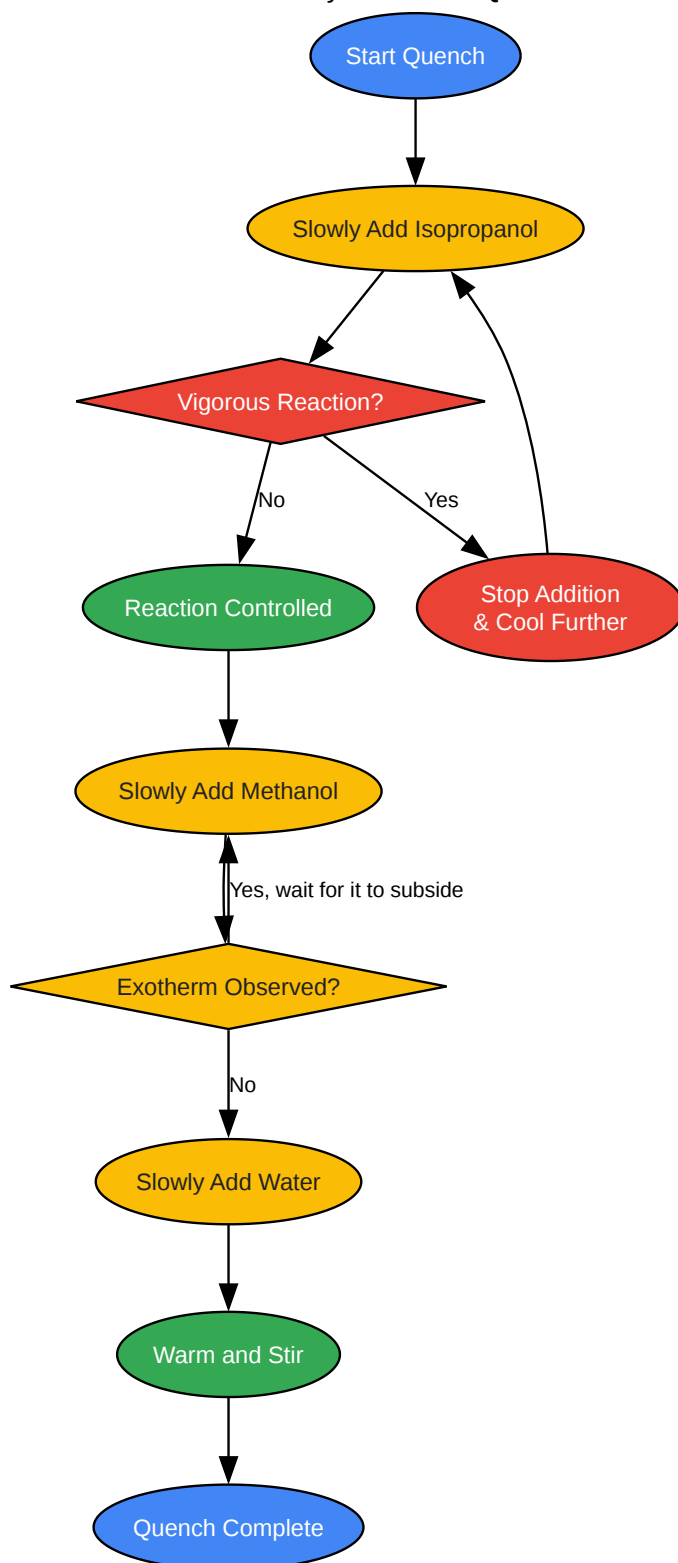 Start Quench
Slowly Add Isopropanol
Vigorous Reaction?
No
Yes
Reaction Controlled
Stop Addition
& Cool Further
Slowly Add Methanol
Yes, wait for it to subside
Exotherm Observed?
No
Slowly Add Water
Warm and Stir
Quench Complete